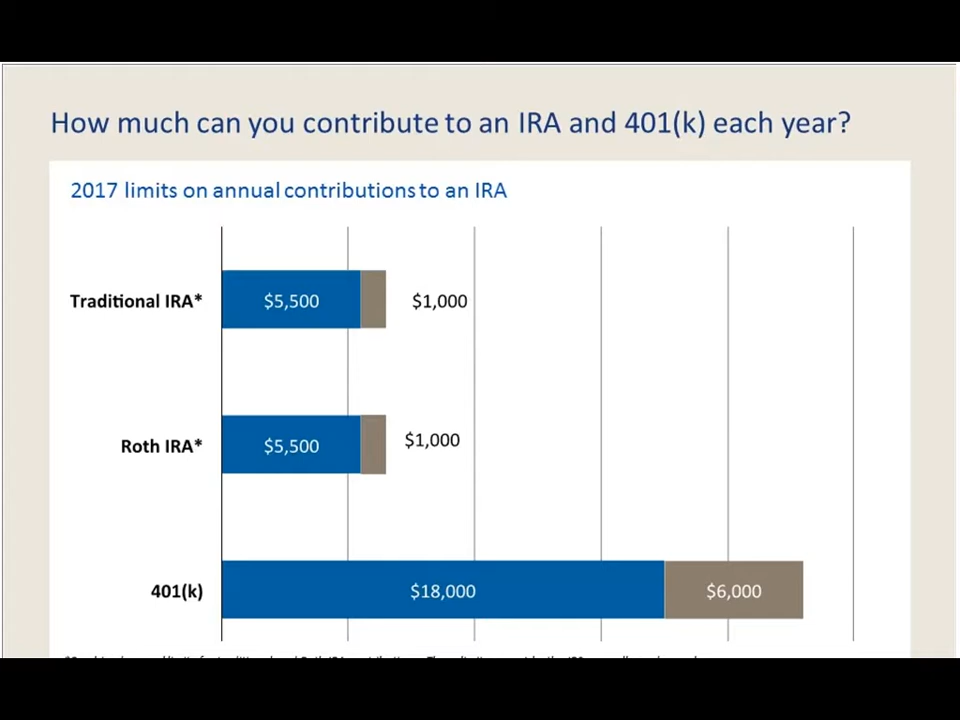 How much can you contribute to an IRA and 401(k) each year?
2017 limits on annual contributions to an IRA
Traditional IRA* $5,500 $1,000
Roth IRA* $5,500 $1,000
401(k) $18,000 $6,000